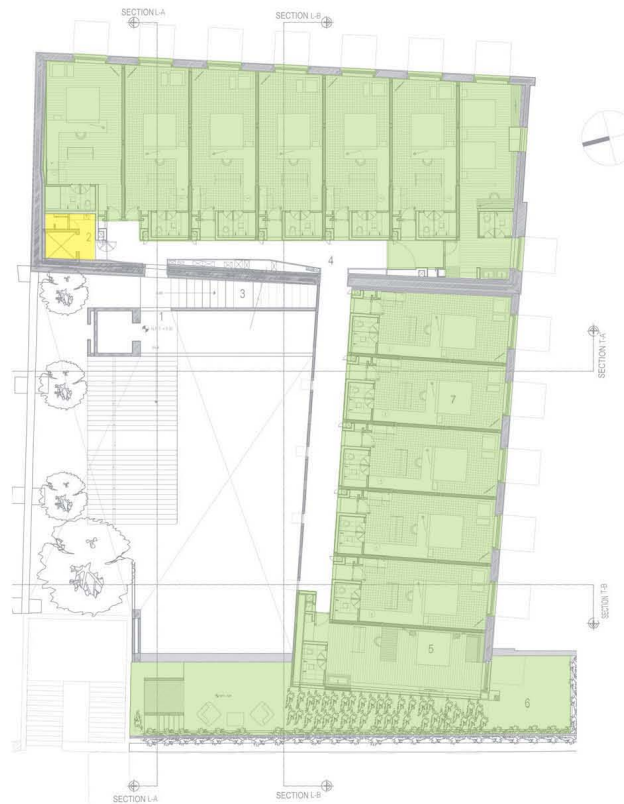 SECTION L-A
SECTION L-B
2
4
3
1
SECTION T-A
7
SECTION T-B
5
6
SECTION L-A
SECTION L-B